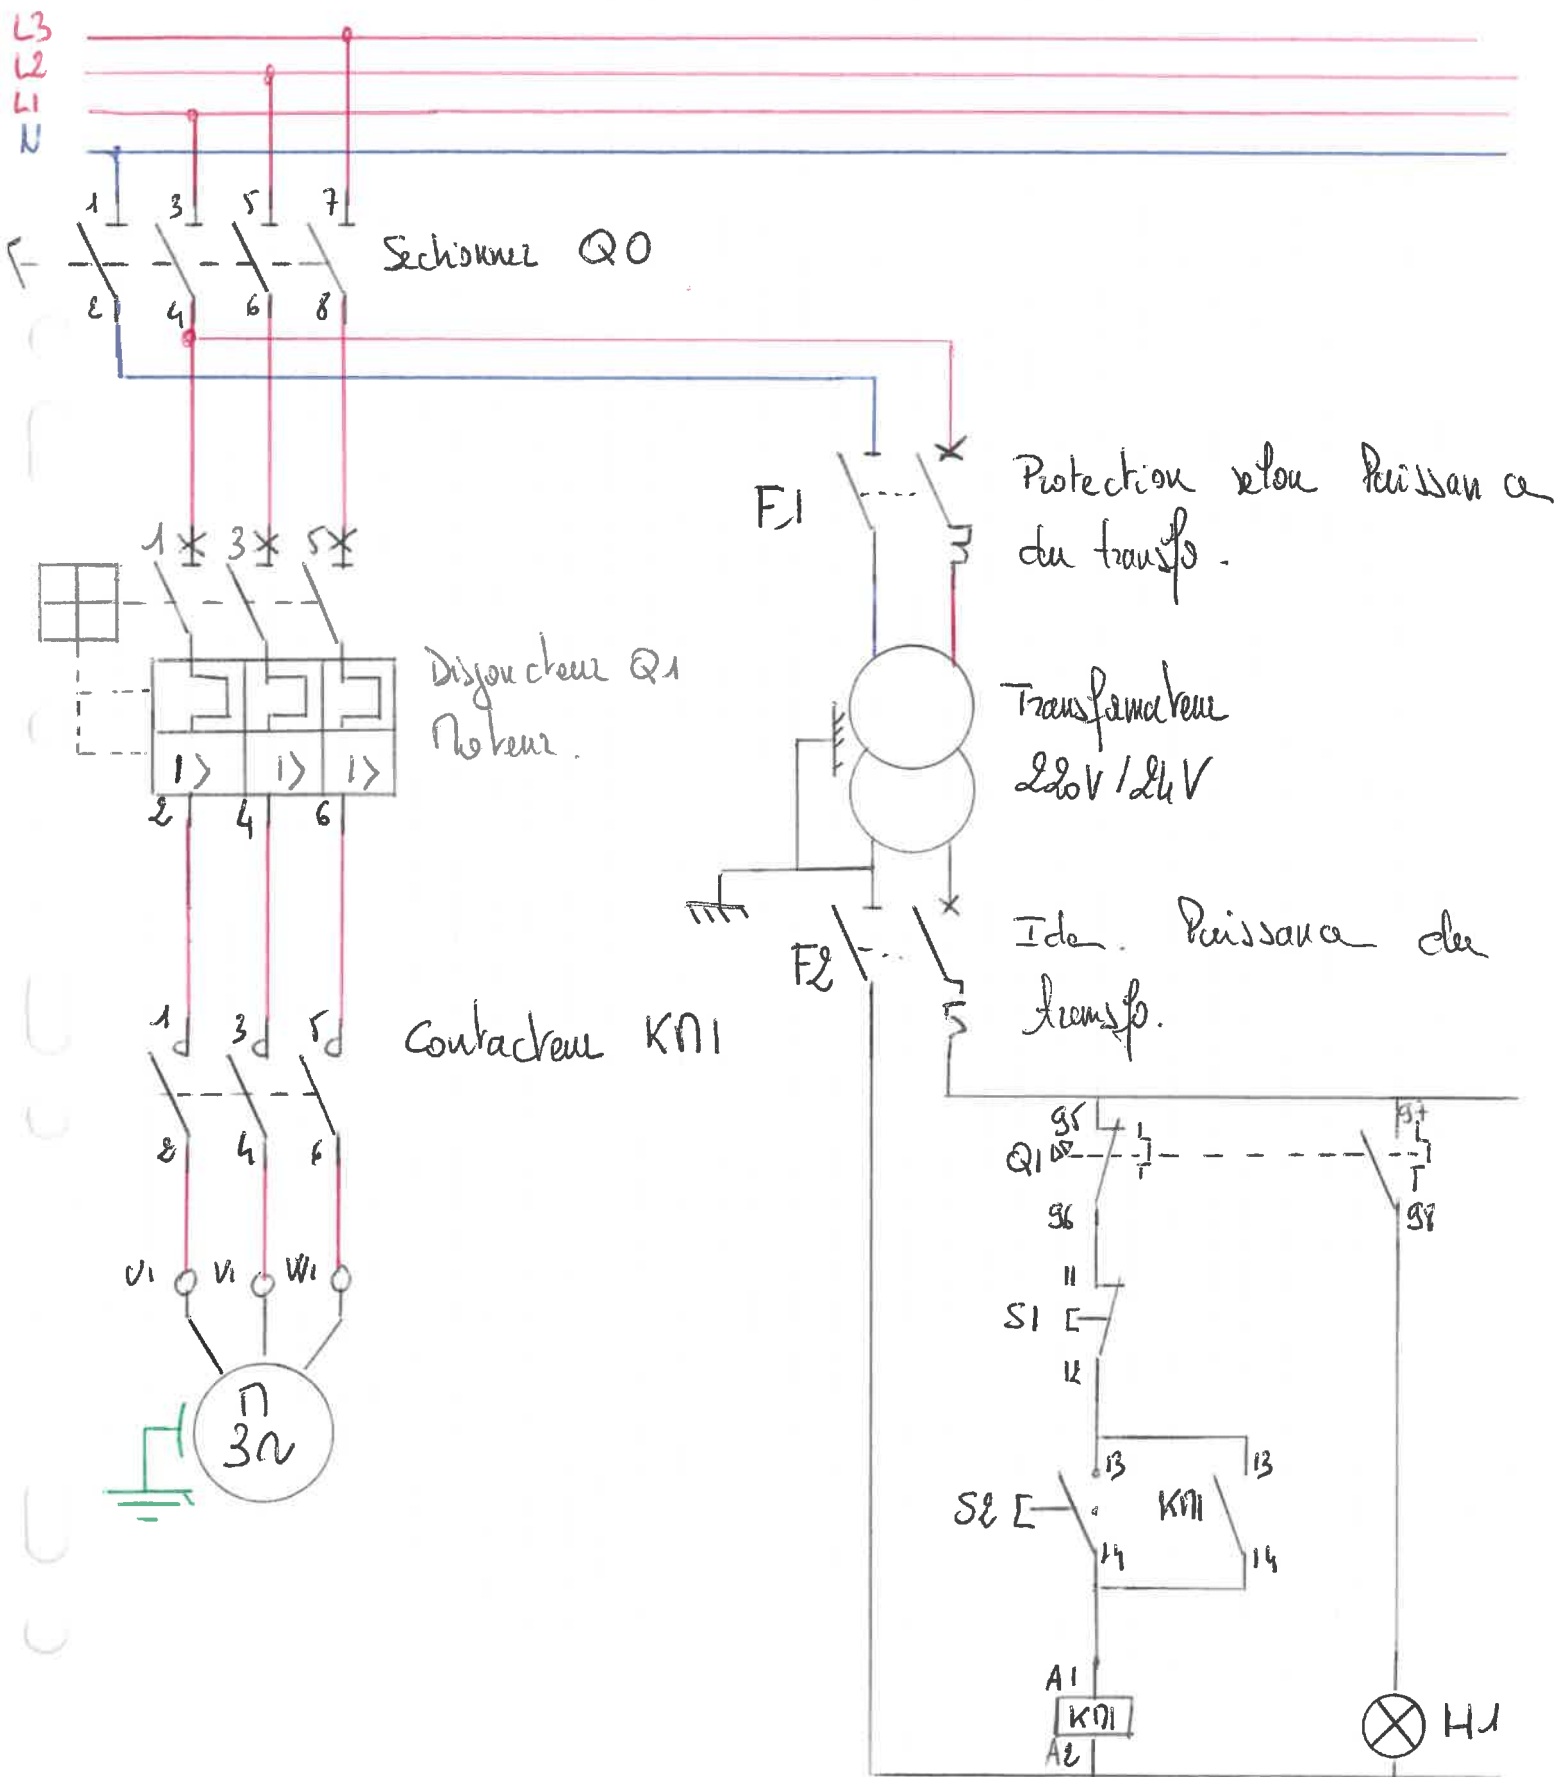 L3
L2
L1
N
1 3 5 7
Sectionner Q0
2 4 6 8
F1
Protection selon Puissance
du transfo.
1 3 5
Disjoncteur Q1
Moteur.
I> I> I>
2 4 6
Transformateur
220V/24V
F2
Puissance du
transfo.
1 3 5
Contacteur KM1
2 4 6
U1 V1 W1
M
3~
95
97
Q1
96
98
11
S1
12
13 13
S2
KM1
14 14
A1
KM1
A2
H1